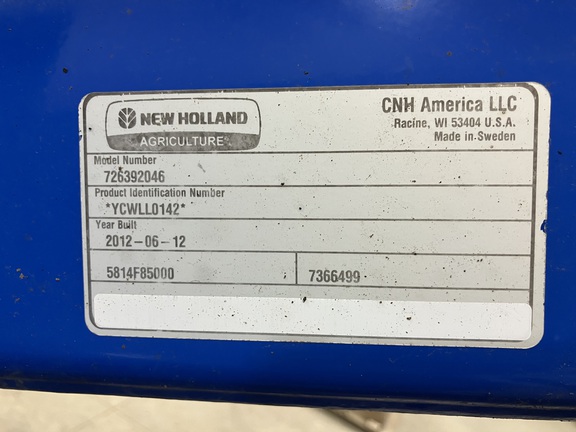 NEW HOLLAND
AGRICULTURE
CNH America LLC
Racine, WI 53404 U.S.A.
Made in Sweden
Model Number
726392046
Product Identification Number
*YCWLL0142*
Year Built
2012-06-12
5814F85000
7366499